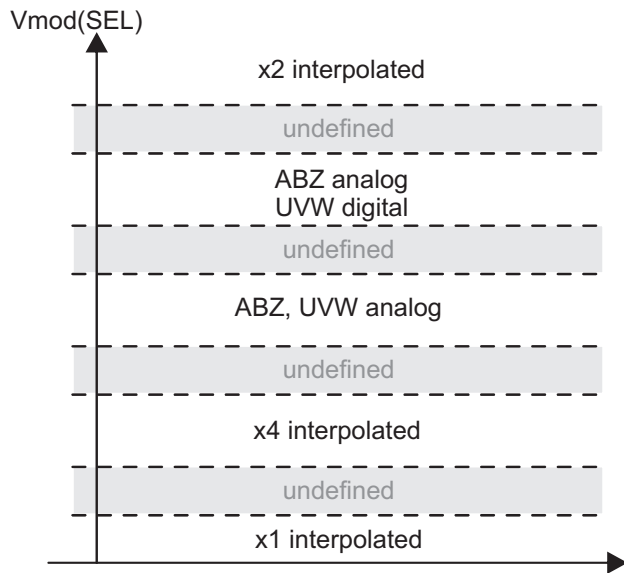 Vmod(SEL)
x2 interpolated
undefined
ABZ analog
UVW digital
undefined
ABZ, UVW analog
undefined
x4 interpolated
undefined
x1 interpolated